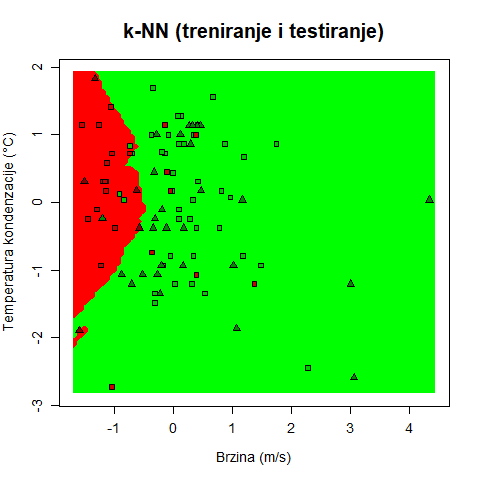 k-NN (treniranje i testiranje)
Temperatura kondenzacije (°C)
2
1
0
-1
-2
-3
-1 0 1 2 3 4
Brzina (m/s)